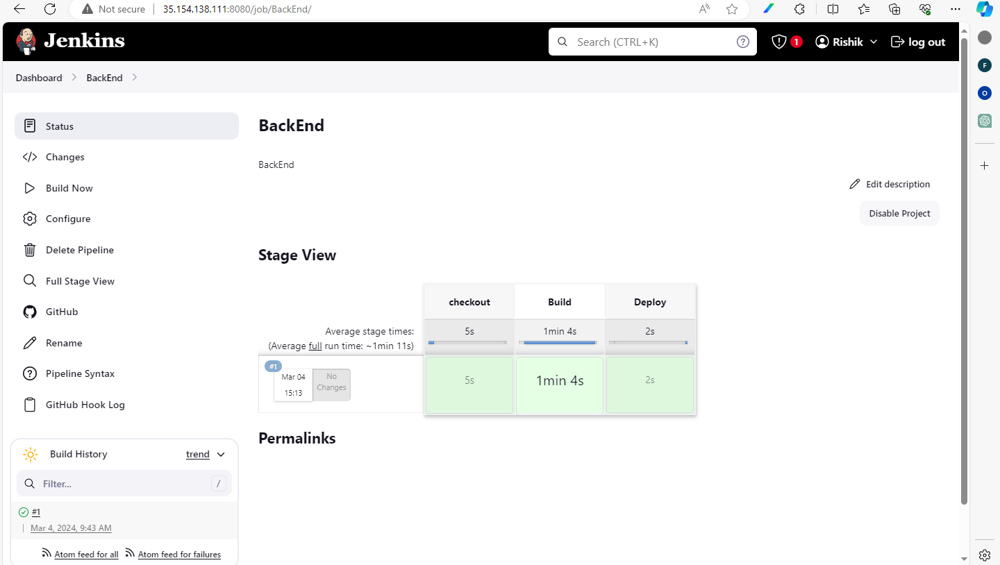 Not secure 35.154.138.111:8080/job/BackEnd/
Jenkins
Search (CTRL+K)
?
1
Rishik
log out
F
O
Dashboard
BackEnd
Status
Changes
Build Now
Configure
Delete Pipeline
Full Stage View
GitHub
Rename
Pipeline Syntax
GitHub Hook Log
Build History
trend
Filter...
/
#1
Mar 4, 2024, 9:43 AM
Atom feed for all
Atom feed for failures
BackEnd
BackEnd
Edit description
Disable Project
Stage View
checkout
Build
Deploy
Average stage times:
(Average full run time: ~1min 11s)
5s
1min 4s
2s
#1
Mar 04
15:13
No
Changes
5s
1min 4s
2s
Permalinks